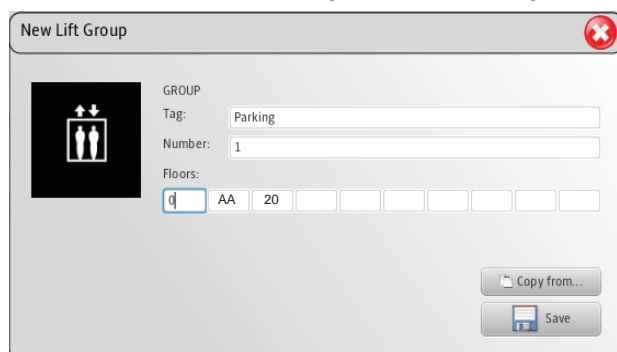 New Lift Group
GROUP
Tag: Parking
Number: 1
Floors:
0 AA 20
Copy from...
Save